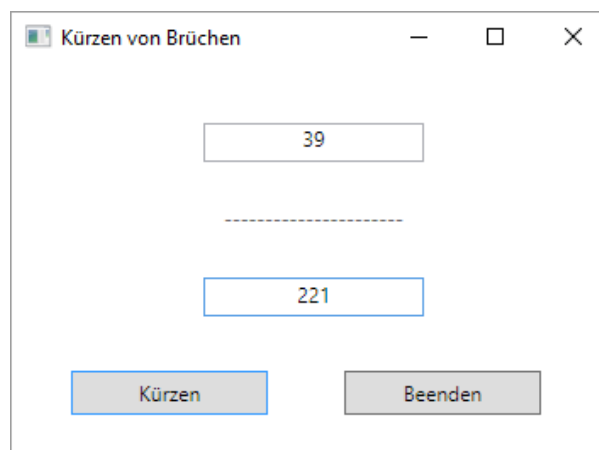 Kürzen von Brüchen
39
----------------------
221
Kürzen
Beenden